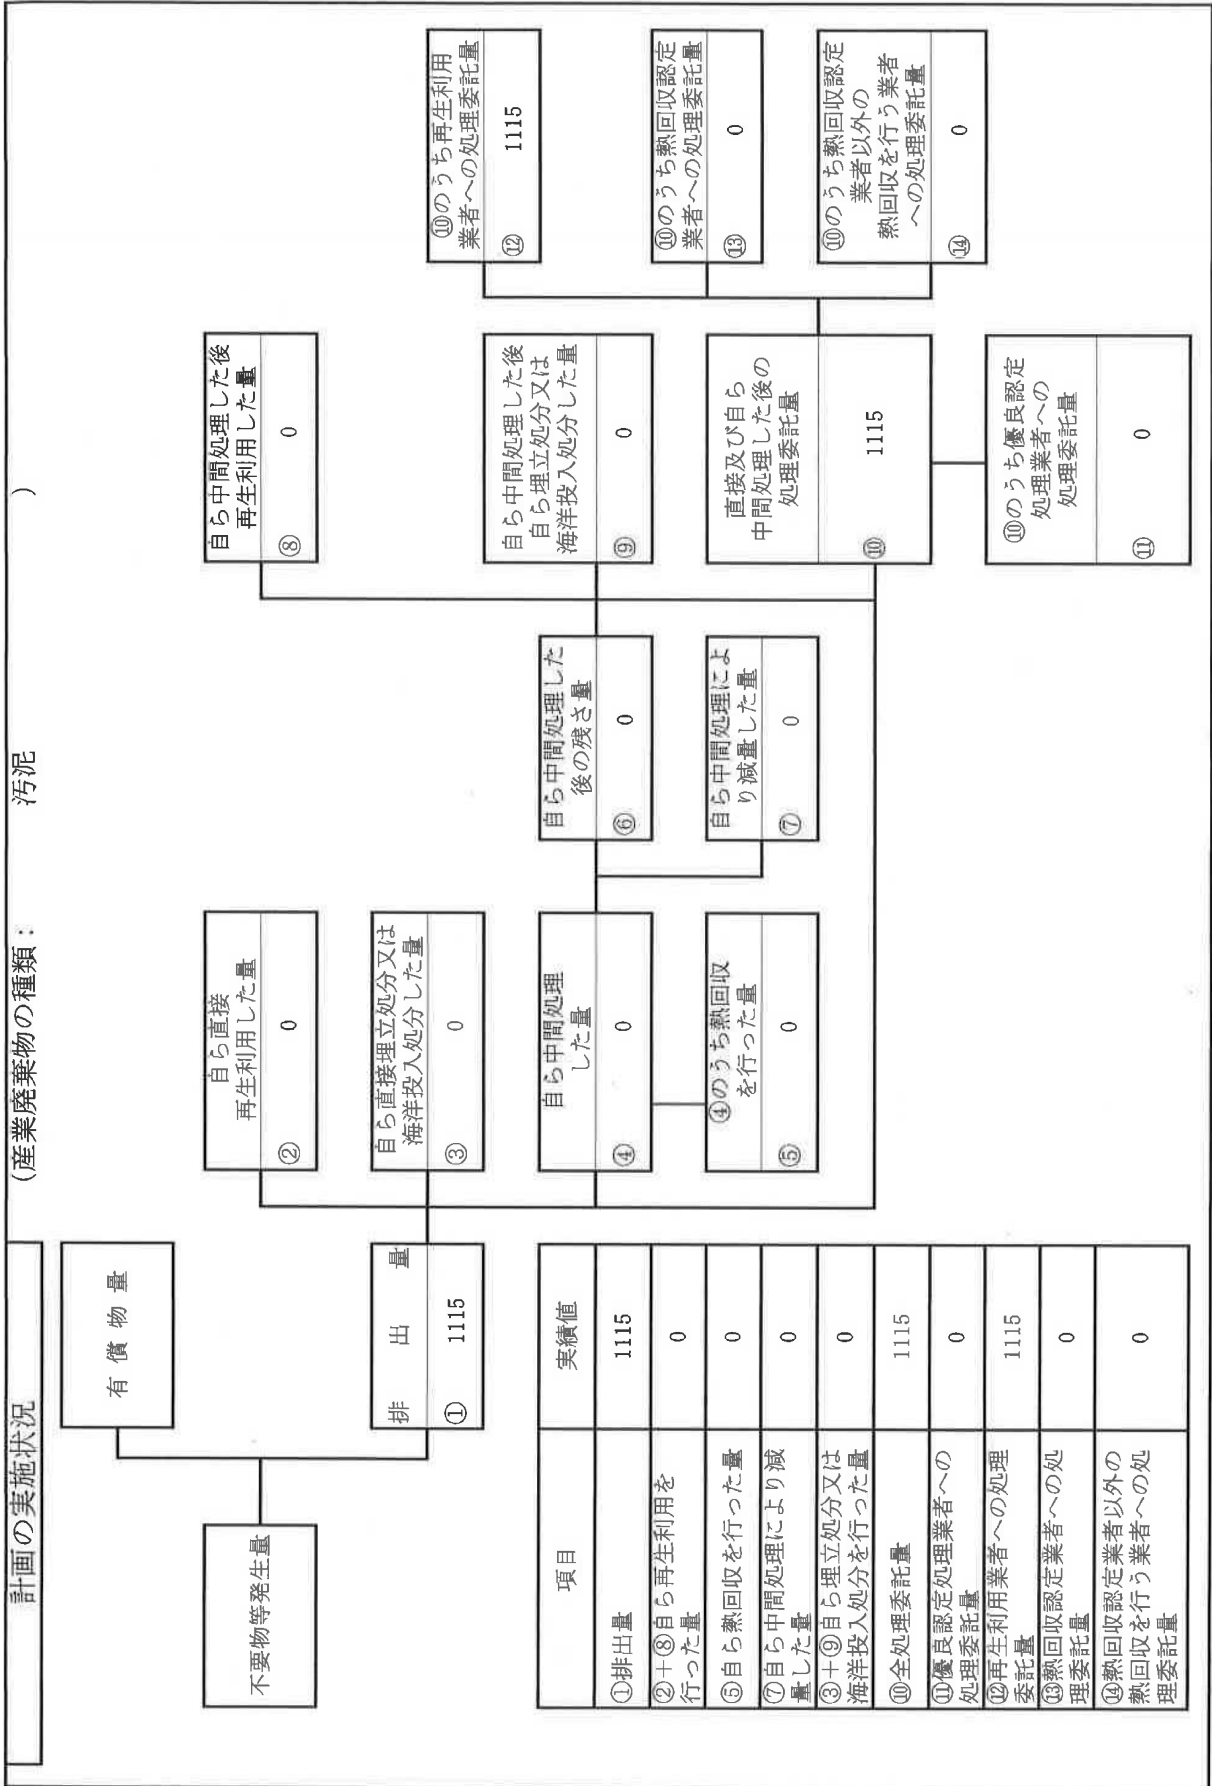 計画の実施状況
(産業廃棄物の種類： 汚泥 )
不要物等発生量
有 償 物 量
排 出 量
① 1115
自ら直接
再生利用した量
② 0
自ら直接埋立処分又は
海洋投入処分した量
③ 0
自ら中間処理
した量
④ 0
④のうち熱回収
を行った量
⑤ 0
自ら中間処理した
後の残さ量
⑥ 0
自ら中間処理によ
り減量した量
⑦ 0
自ら中間処理した後
再生利用した量
⑧ 0
自ら中間処理した後
自ら埋立処分又は
海洋投入処分した量
⑨ 0
直接及び自ら
中間処理した後の
処理委託量
⑩ 1115
⑩のうち優良認定
処理業者への
処理委託量
⑪ 0
⑩のうち再生利用
業者への処理委託量
⑫ 1115
⑩のうち熱回収認定
業者への処理委託量
⑬ 0
⑩のうち熱回収認定
業者以外の
熱回収を行う業者
への処理委託量
⑭ 0
項目 実績値
①排出量 1115
②＋⑧自ら再生利用を
行った量 0
⑤自ら熱回収を行った量 0
⑦自ら中間処理により減
量した量 0
③＋⑨自ら埋立処分又は
海洋投入処分を行った量 0
⑩全処理委託量 1115
⑪優良認定処理業者への
処理委託量 0
⑫再生利用業者への処理
委託量 1115
⑬熱回収認定業者への処
理委託量 0
⑭熱回収認定業者以外の
熱回収を行う業者への処
理委託量 0